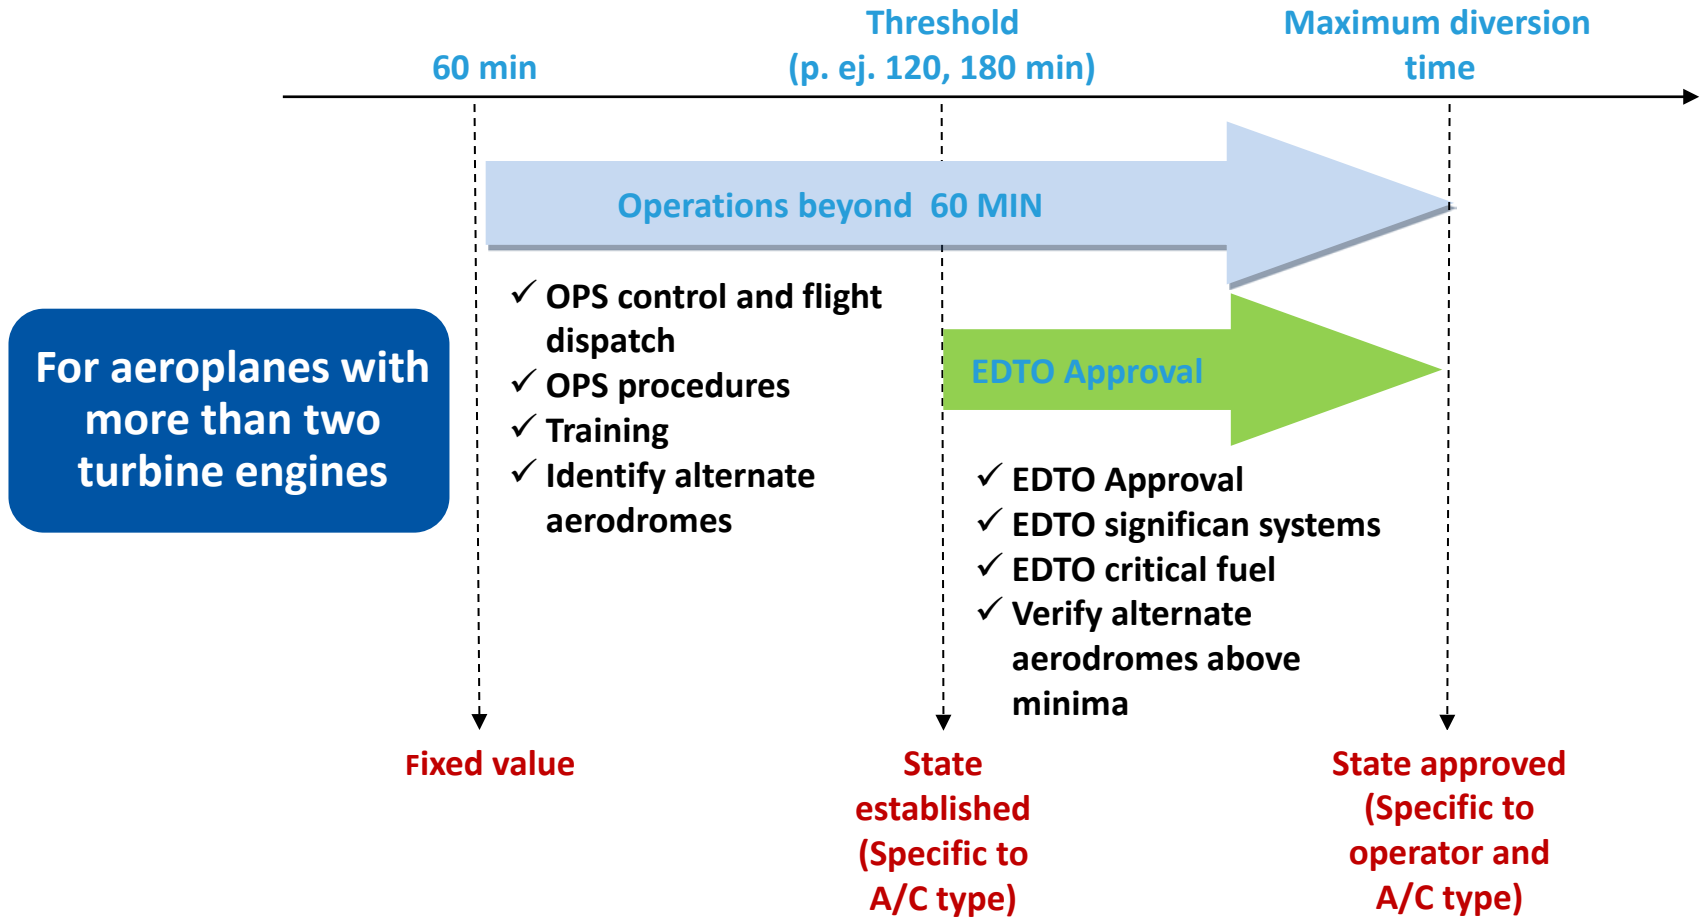 60 min
Threshold
(p. ej. 120, 180 min)
Maximum diversion
time
Operations beyond  60 MIN
For aeroplanes with
more than two
turbine engines
✓ OPS control and flight
dispatch
✓ OPS procedures
✓ Training
✓ Identify alternate
aerodromes
EDTO Approval
✓ EDTO Approval
✓ EDTO significan systems
✓ EDTO critical fuel
✓ Verify alternate
aerodromes above
minima
Fixed value
State
established
(Specific to
A/C type)
State approved
(Specific to
operator and
A/C type)